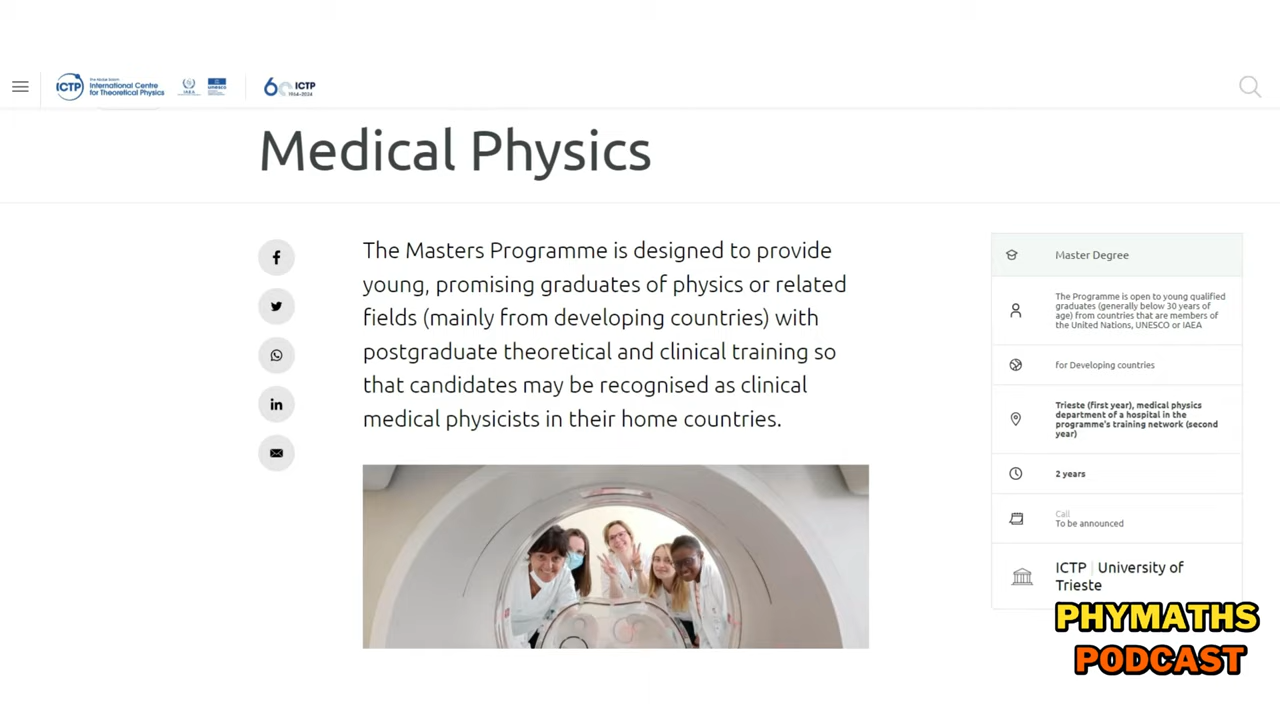 ICTP
International Centre
for Theoretical Physics
ICTP
1964-2024
Medical Physics
The Masters Programme is designed to provide
young, promising graduates of physics or related
fields (mainly from developing countries) with
postgraduate theoretical and clinical training so
that candidates may be recognised as clinical
medical physicists in their home countries.
Master Degree
The Programme is open to young qualified
graduates (generally below 30 years of
age) from countries that are members of
the United Nations, UNESCO or IAEA
for Developing countries
Trieste (first year), medical physics
department of a hospital in the
programme's training network (second
year)
2 years
Call
To be announced
ICTP | University of
Trieste
PHYMATHS
PODCAST